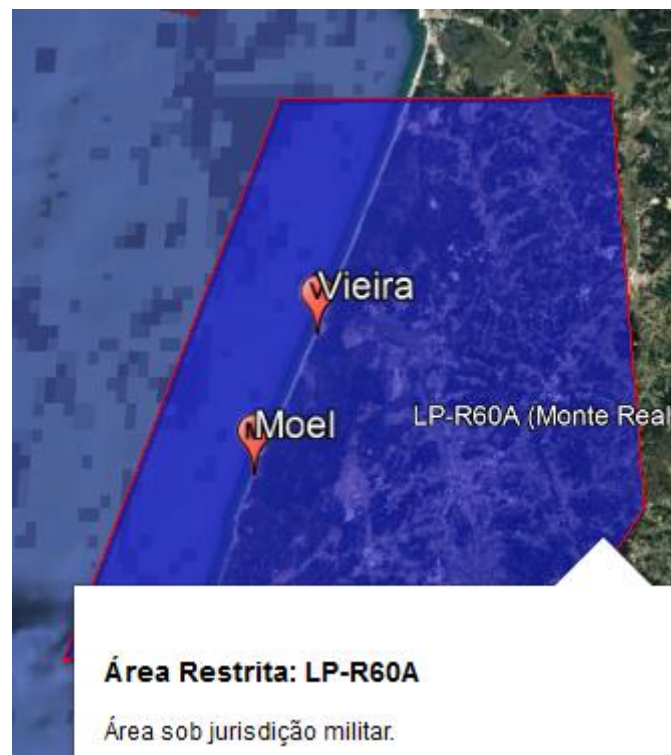 Vieira
Moel
LP-R60A (Monte Real
Área Restrita: LP-R60A
Área sob jurisdição militar.